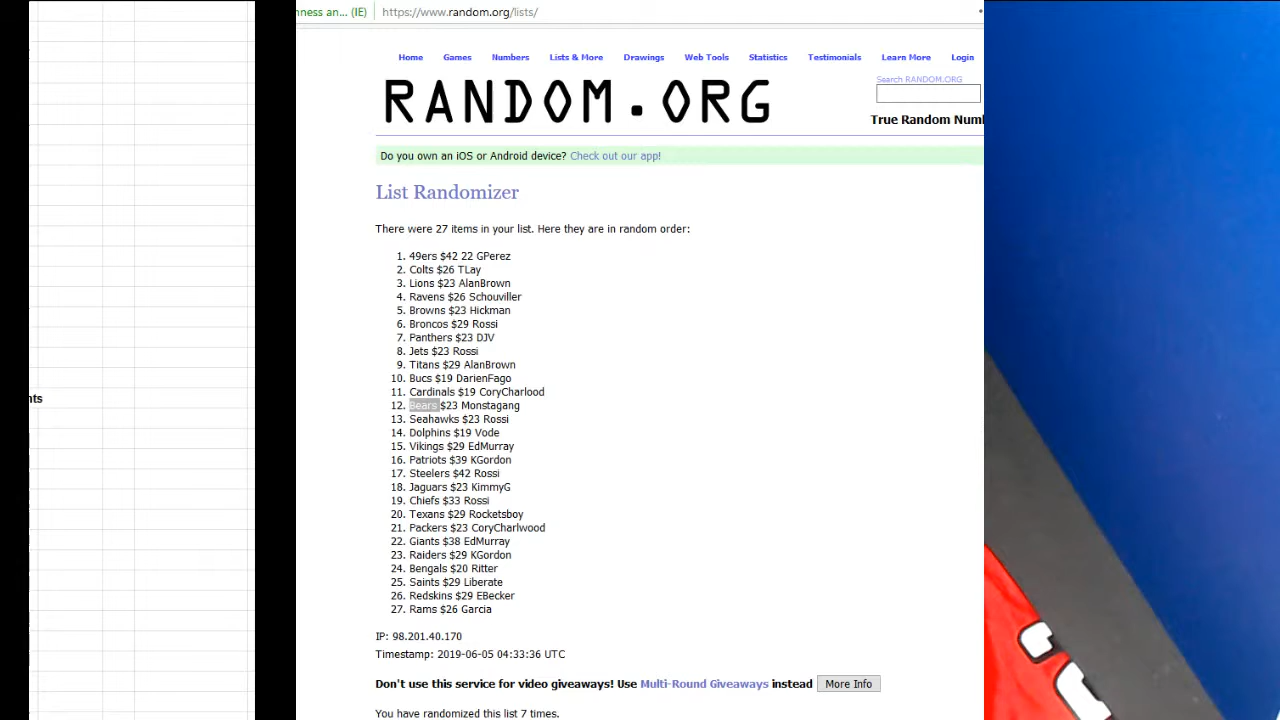 nness an... (IE) https://www.random.org/lists/
Home Games Numbers Lists & More Drawings Web Tools Statistics Testimonials Learn More Login
Search RANDOM.ORG
RANDOM.ORG
True Random Num
Do you own an iOS or Android device? Check out our app!
List Randomizer
There were 27 items in your list. Here they are in random order:
1. 49ers $42 22 GPerez
2. Colts $26 TLay
3. Lions $23 AlanBrown
4. Ravens $26 Schouviller
5. Browns $23 Hickman
6. Broncos $29 Rossi
7. Panthers $23 DJV
8. Jets $23 Rossi
9. Titans $29 AlanBrown
10. Bucs $19 DarienFago
11. Cardinals $19 CoryCharlood
12. Bears $23 Monstagang
13. Seahawks $23 Rossi
14. Dolphins $19 Vode
15. Vikings $29 EdMurray
16. Patriots $39 KGordon
17. Steelers $42 Rossi
18. Jaguars $23 KimmyG
19. Chiefs $33 Rossi
20. Texans $29 Rocketsboy
21. Packers $23 CoryCharlwood
22. Giants $38 EdMurray
23. Raiders $29 KGordon
24. Bengals $20 Ritter
25. Saints $29 Liberate
26. Redskins $29 EBecker
27. Rams $26 Garcia
nts
IP: 98.201.40.170
Timestamp: 2019-06-05 04:33:36 UTC
Don't use this service for video giveaways! Use Multi-Round Giveaways instead More Info
You have randomized this list 7 times.